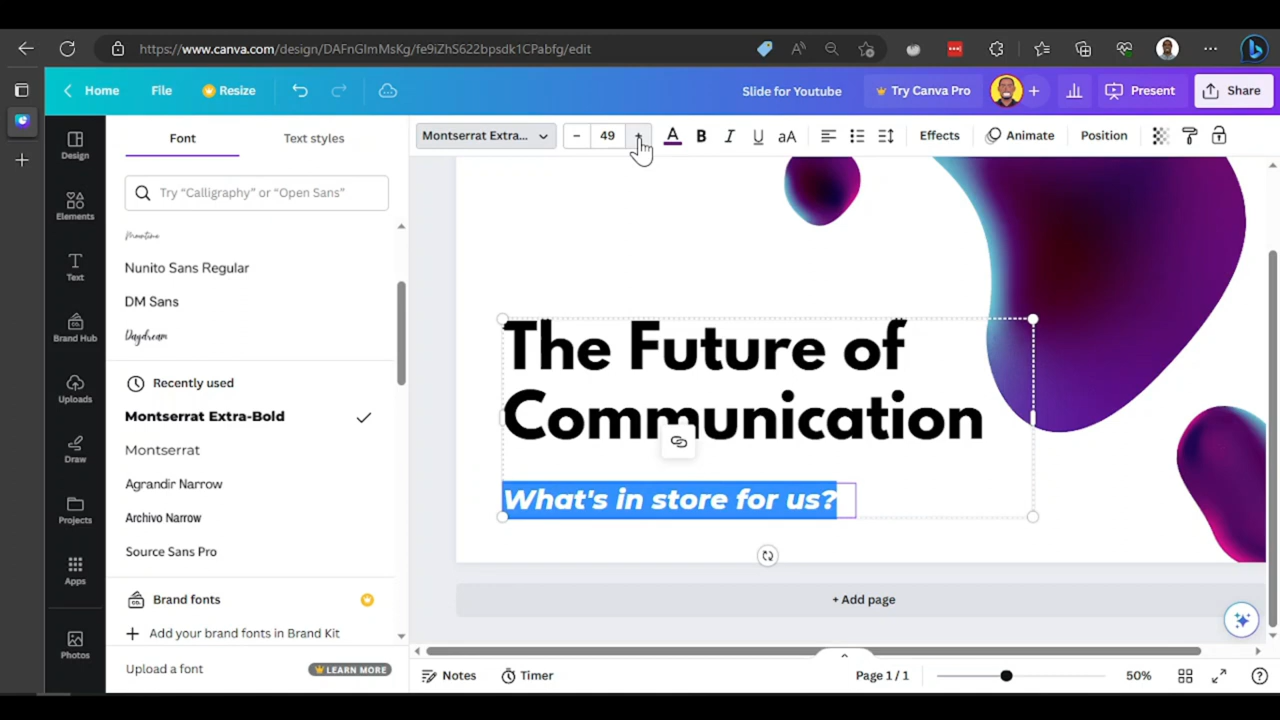 https://www.canva.com/design/DAFnGlmMsKg/fe9iZhS622bpsdk1CPabfg/edit
Home
File
Resize
Slide for Youtube
Try Canva Pro
+
Present
Share
Design
Elements
Text
Brand Hub
Uploads
Draw
Projects
Apps
Photos
Font
Text styles
Try “Calligraphy” or “Open Sans”
Nunito Sans Regular
DM Sans
Daydream
Recently used
Montserrat Extra-Bold
Montserrat
Agrandir Narrow
Archivo Narrow
Source Sans Pro
Brand fonts
+ Add your brand fonts in Brand Kit
Upload a font
LEARN MORE
Montserrat Extra...
− 49 +
A B I U aA
Effects
Animate
Position
The Future of
Communication
What's in store for us?
+ Add page
Notes
Timer
Page 1 / 1
50%